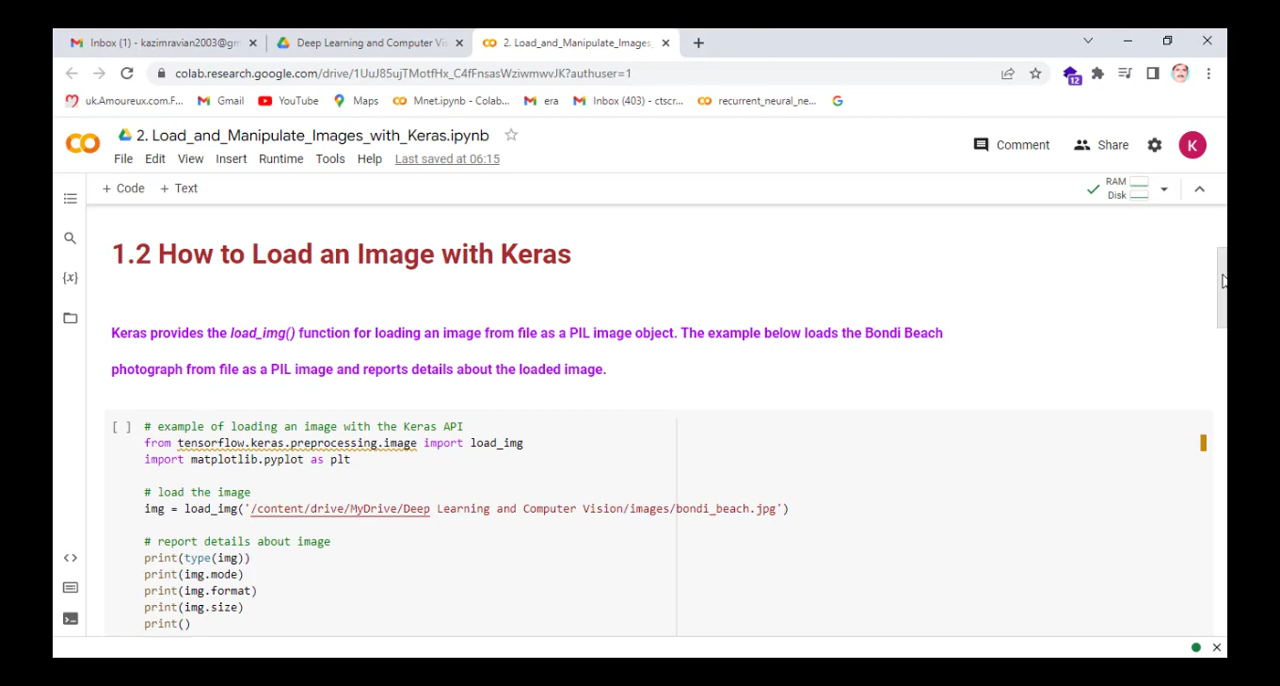 Inbox (1) - kazimravian2003@gm
Deep Learning and Computer Vi
2. Load_and_Manipulate_Images_
colab.research.google.com/drive/1UuJ85ujTMotfHx_C4fFnsasWziwmwvJK?authuser=1
12
uk.Amoureux.com.F...
Gmail
YouTube
Maps
Mnet.ipynb - Colab...
era
Inbox (403) - ctscr...
recurrent_neural_ne...
2. Load_and_Manipulate_Images_with_Keras.ipynb
File Edit View Insert Runtime Tools Help Last saved at 06:15
Comment
Share
K
+ Code + Text
RAM
Disk
1.2 How to Load an Image with Keras
Keras provides the load_img() function for loading an image from file as a PIL image object. The example below loads the Bondi Beach
photograph from file as a PIL image and reports details about the loaded image.
[ ] # example of loading an image with the Keras API
from tensorflow.keras.preprocessing.image import load_img
import matplotlib.pyplot as plt
# load the image
img = load_img('/content/drive/MyDrive/Deep Learning and Computer Vision/images/bondi_beach.jpg')
# report details about image
print(type(img))
print(img.mode)
print(img.format)
print(img.size)
print()